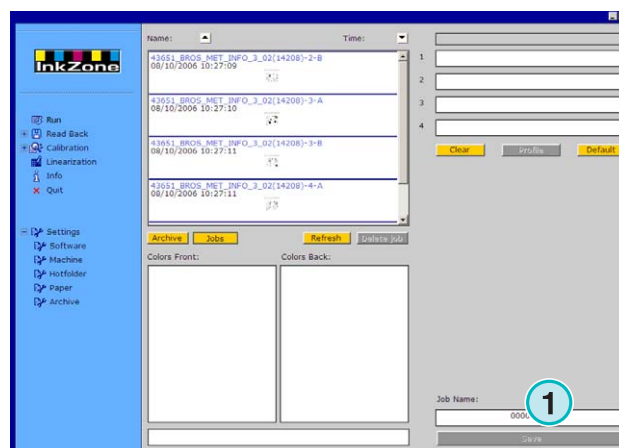 InkZone
Run
Read Back
Calibration
Linearization
Info
Quit
Settings
Software
Machine
Hotfolder
Paper
Archive
Name:
Time:
43651_BROS_MET_INFO_3_02(14208)-2-B
08/10/2006 10:27:09
43651_BROS_MET_INFO_3_02(14208)-3-A
08/10/2006 10:27:10
43651_BROS_MET_INFO_3_02(14208)-3-B
08/10/2006 10:27:11
43651_BROS_MET_INFO_3_02(14208)-4-A
08/10/2006 10:27:11
Archive
Jobs
Refresh
Delete job
Colors Front:
Colors Back:
1
2
3
4
Clear
Profile
Default
Job Name:
1
Save